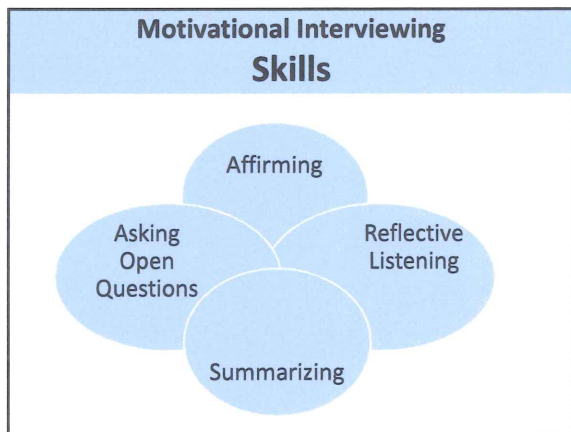 Motivational Interviewing
Skills
Affirming
Asking
Open
Questions
Reflective
Listening
Summarizing